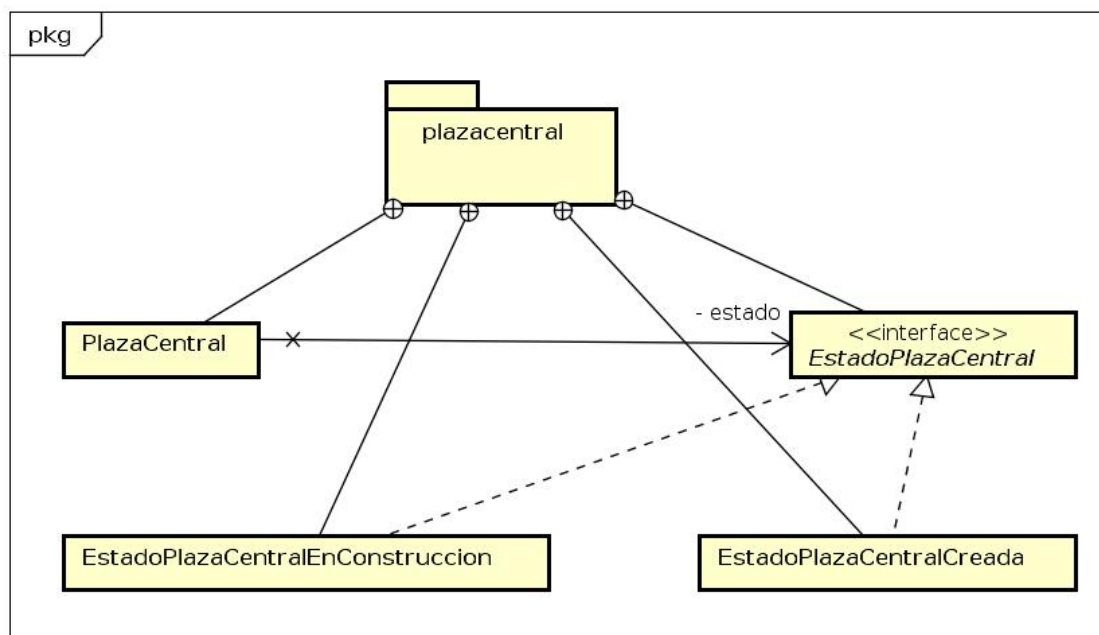 pkg
plazacentral
- estado
PlazaCentral
<<interface>>
EstadoPlazaCentral
EstadoPlazaCentralEnConstruccion
EstadoPlazaCentralCreada